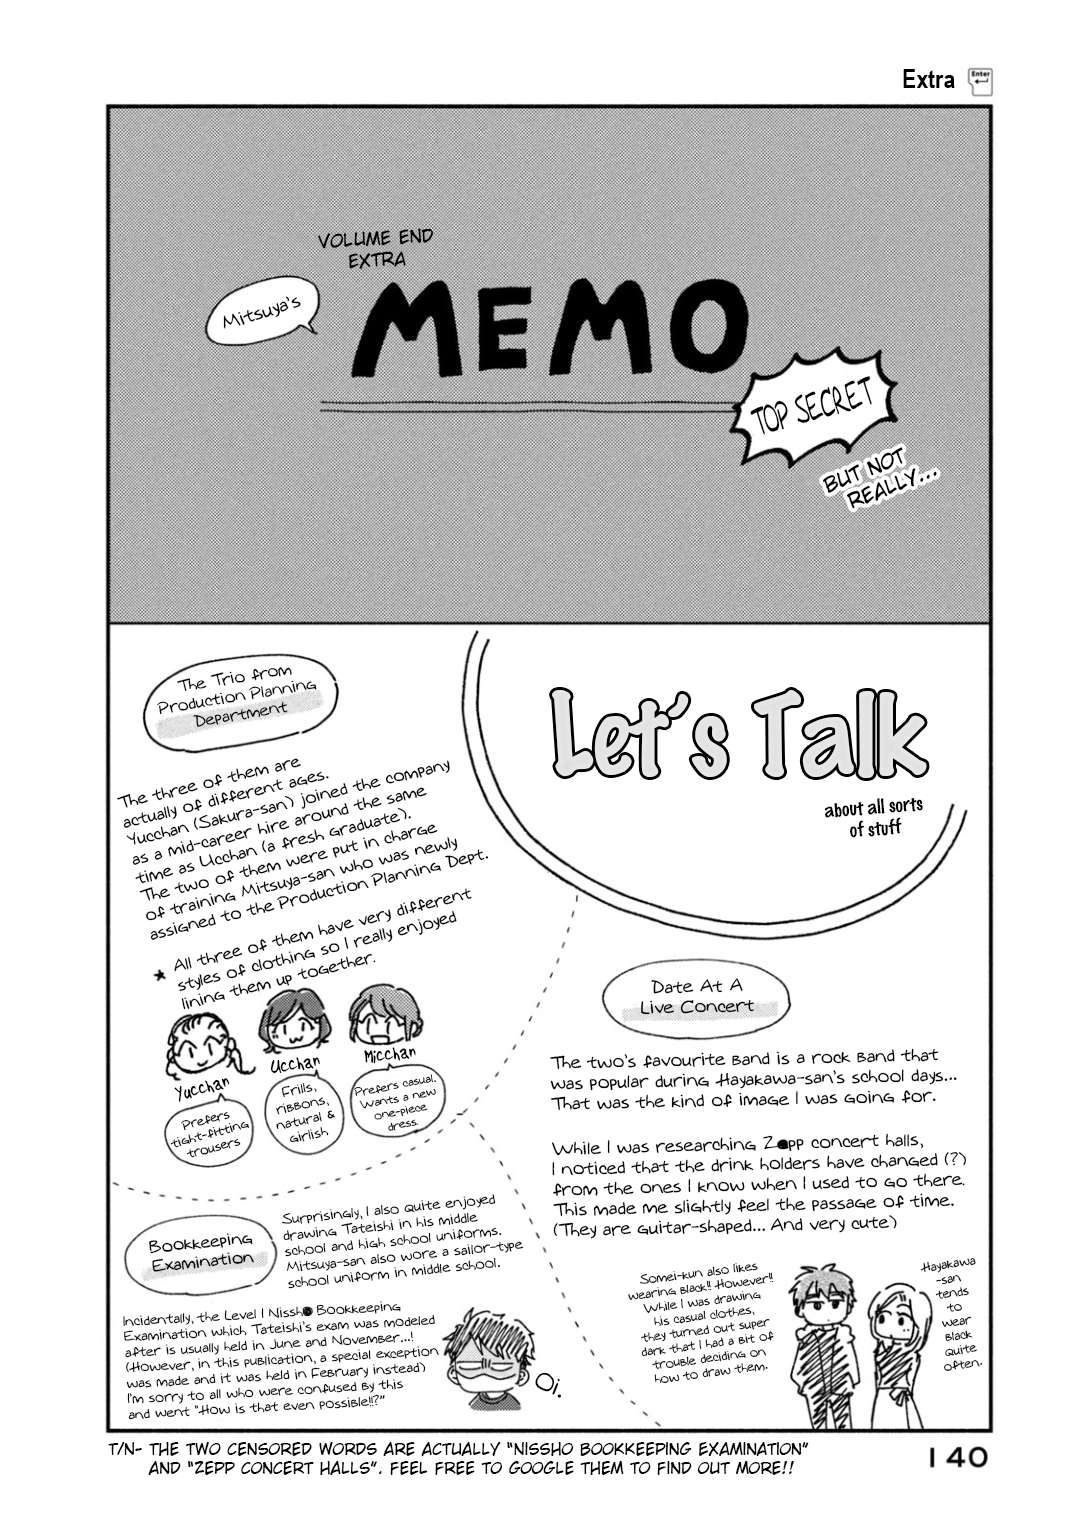 Extra
Enter
VOLUME END
EXTRA
Mitsuya's
MEMO
TOP SECRET
BUT NOT
REALLY...
Let's Talk
about all sorts
of stuff
The Trio from
Production Planning
Department
The three of them are
actually of different ages.
Yucchan (Sakura-san) joined the company
as a mid-career hire around the same
time as Ucchan (a fresh graduate).
The two of them were put in charge
of training Mitsuya-san who was newly
assigned to the Production Planning Dept.
★ All three of them have very different
styles of clothing so I really enjoyed
lining them up together.
Yucchan
Ucchan
Micchan
Prefers
tight-fitting
trousers
Frills,
ribbons,
natural &
girlish
Prefers casual.
Wants a new
one-piece
dress.
Date At A
Live Concert
The two's favourite band is a rock band that
was popular during Hayakawa-san's school days...
That was the kind of image I was going for.
While I was researching Z●pp concert halls,
I noticed that the drink holders have changed (?)
from the ones I know when I used to go there.
This made me slightly feel the passage of time.
(They are guitar-shaped... And very cute)
Somei-kun also likes
wearing black!! However!!
While I was drawing
his casual clothes,
they turned out super
dark that I had a bit of
trouble deciding on
how to draw them.
Hayakawa
-san
tends
to
wear
black
quite
often.
Bookkeeping
Examination
Surprisingly, I also quite enjoyed
drawing Tateishi in his middle
school and high school uniforms.
Mitsuya-san also wore a sailor-type
school uniform in middle school.
Incidentally, the Level 1 Nissh● Bookkeeping
Examination which Tateishi's exam was modeled
after is usually held in June and November...!
(However, in this publication, a special exception
was made and it was held in February instead)
I'm sorry to all who were confused by this
and went "How is that even possible!!?"
Oi.
T/N- THE TWO CENSORED WORDS ARE ACTUALLY "NISSHO BOOKKEEPING EXAMINATION"
AND "ZEPP CONCERT HALLS". FEEL FREE TO GOOGLE THEM TO FIND OUT MORE!!
140